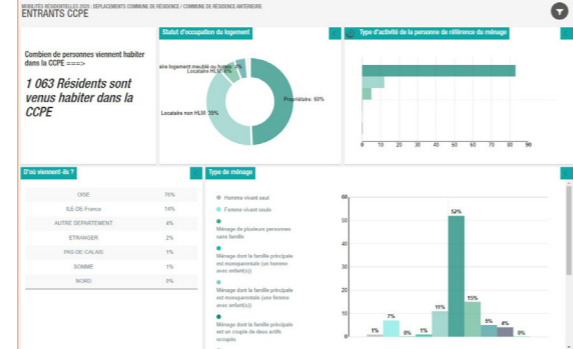 MOBILITÉS RÉSIDENTIELLES 2020 : DÉPLACEMENTS COMMUNE DE RÉSIDENCE / COMMUNE DE RÉSIDENCE ANTÉRIEURE
ENTRANTS CCPE
Combien de personnes viennent habiter
dans la CCPE ===>
1 063 Résidents sont
venus habiter dans la
CCPE
Statut d'occupation du logement
Locataire HLM:
Locataire non HLM:
Propriétaire:
Type d'activité de la personne de référence du ménage
0 10 20 30 40 50 60 70 80 90
D'où viennent-ils ?
OISE 76%
ILE-DE-France 14%
AUTRE DEPARTEMENT 4%
ETRANGER 2%
PAS-DE-CALAIS 1%
SOMME 1%
NORD 0%
Type de ménage
Homme vivant seul
Femme vivant seule
Ménage de plusieurs personnes
sans famille
Ménage dont la famille principale
est monoparentale (un homme
avec enfant(s))
Ménage dont la famille principale
est monoparentale (une femme
avec enfant(s))
Ménage dont la famille principale
est un couple de deux actifs
occupés
60
50
40
30
20
10
0
1% 7% 0% 1% 11% 52% 15% 5% 4% 0%